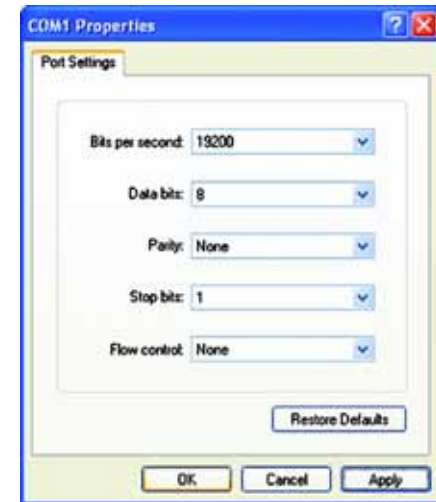 COM1 Properties
Port Settings
Bits per second: 19200
Data bits: 8
Parity: None
Stop bits: 1
Flow control: None
Restore Defaults
OK Cancel Apply